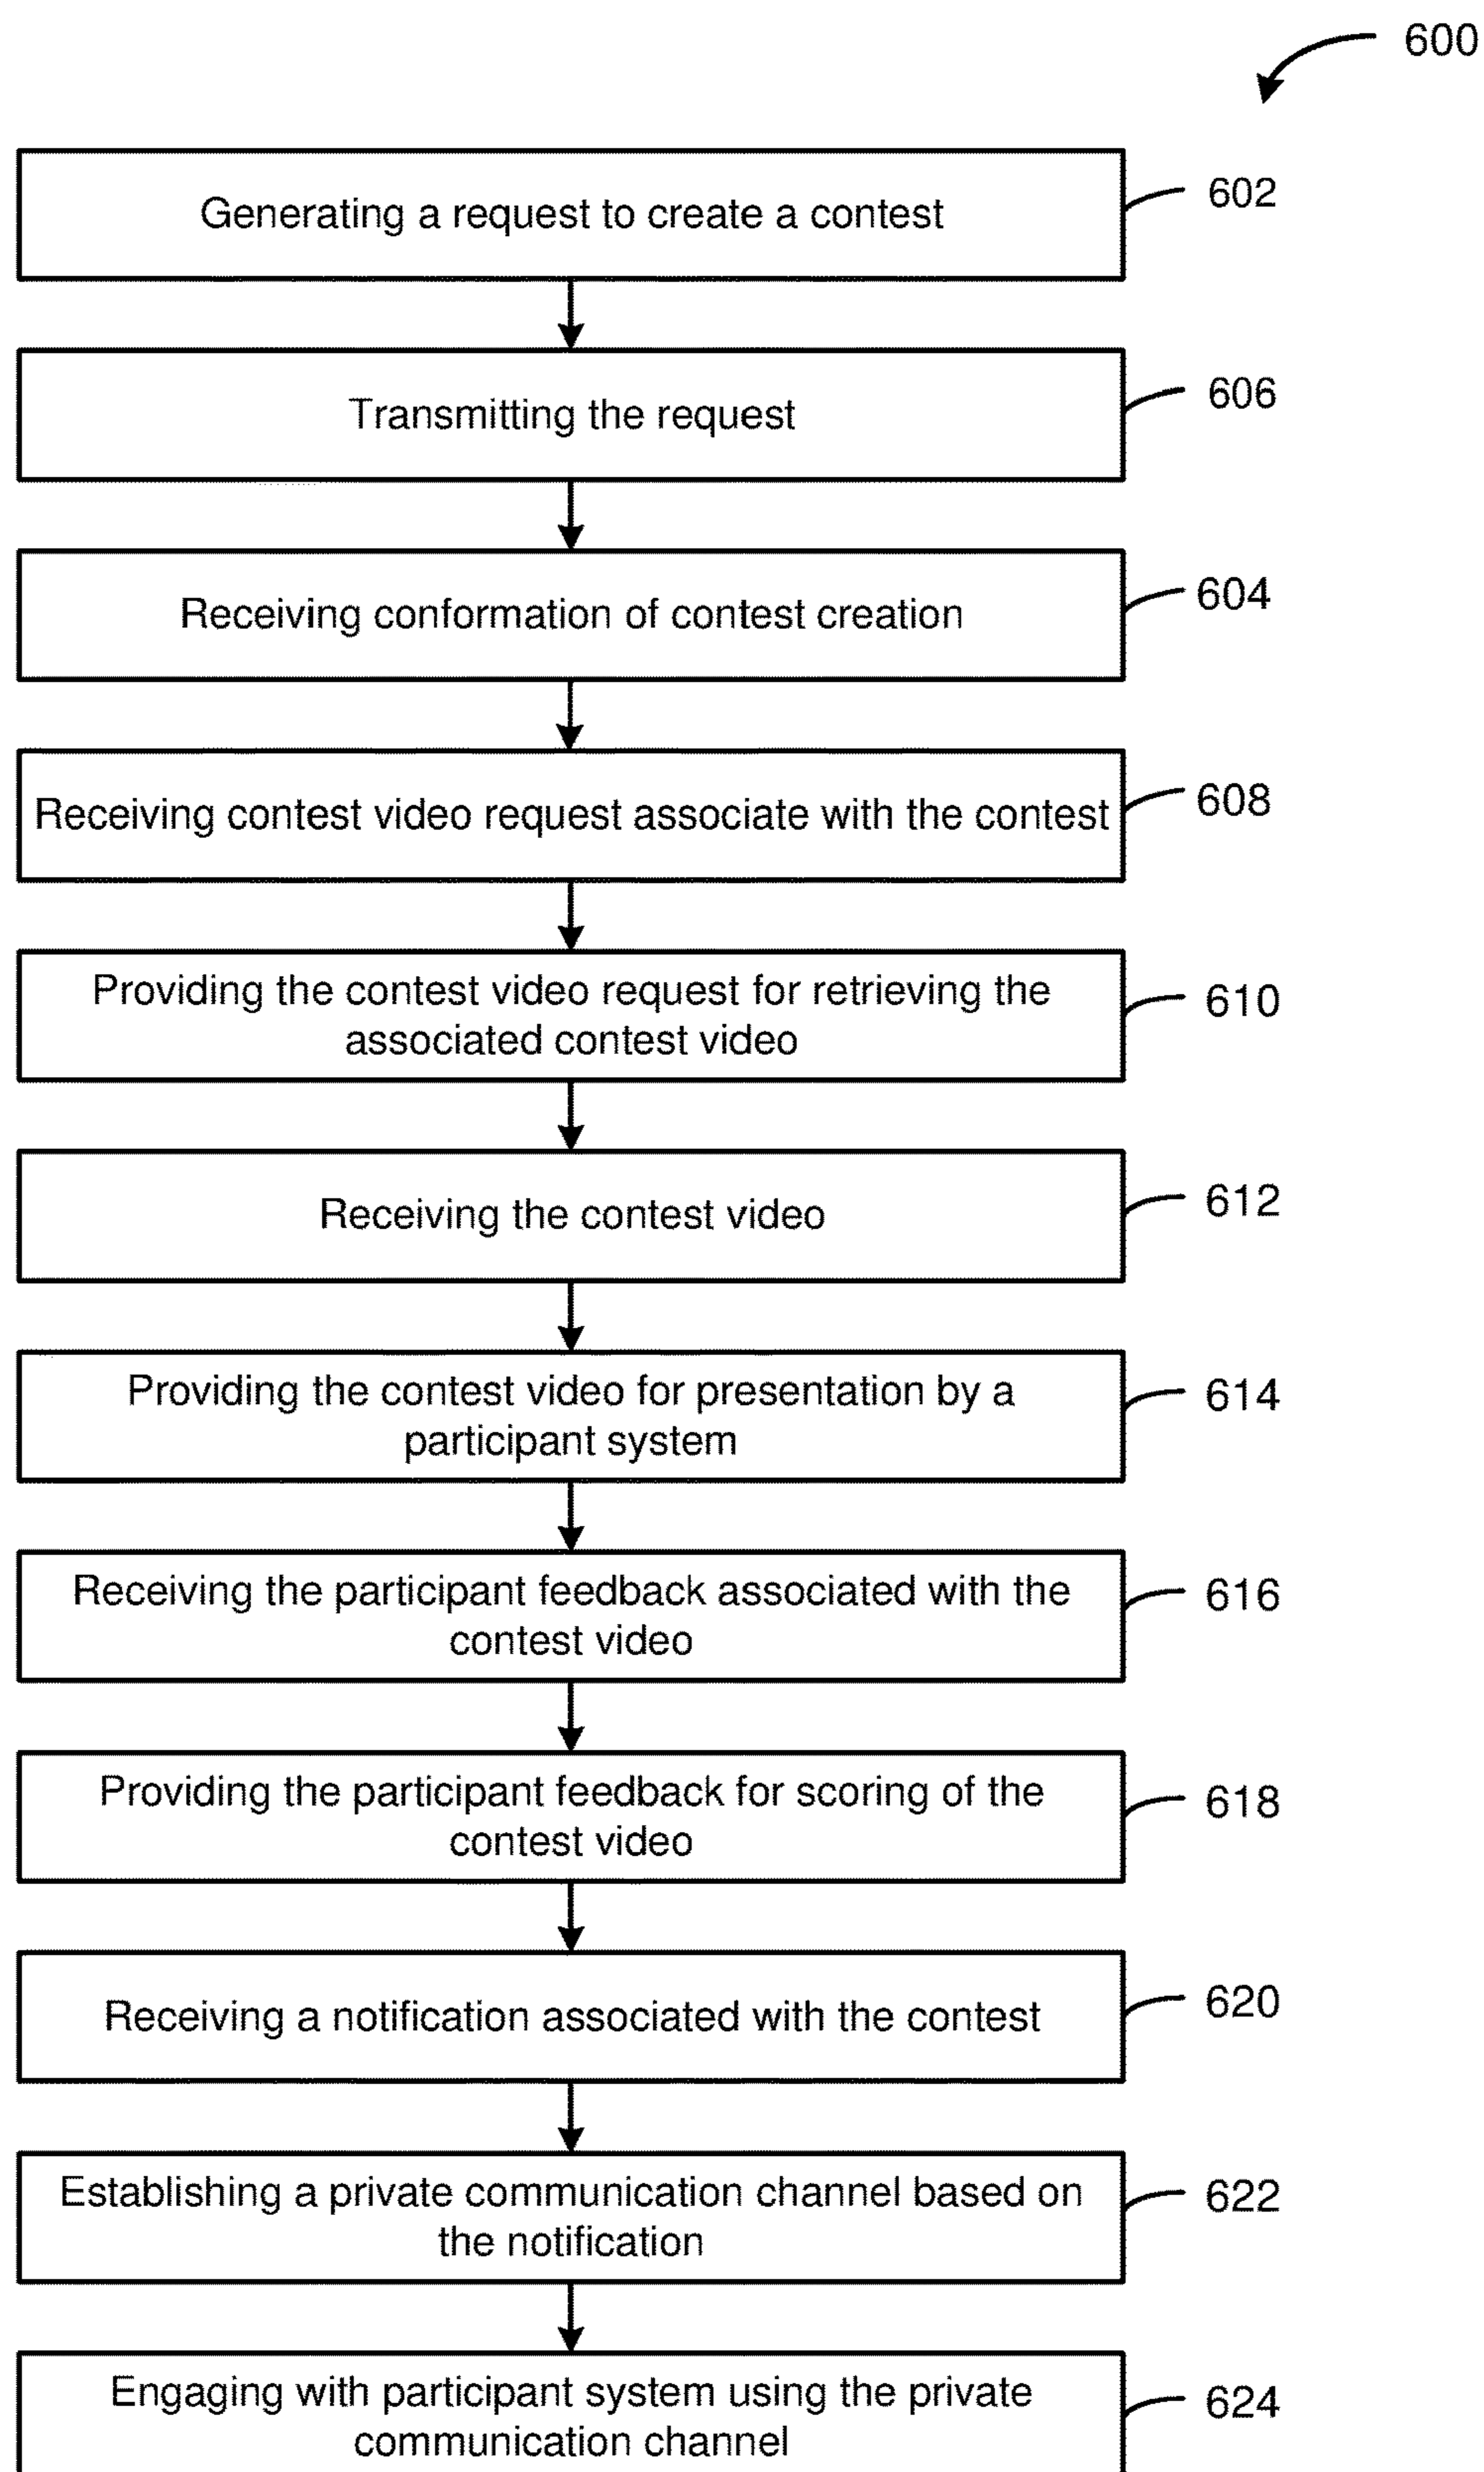 600
Generating a request to create a contest
602
Transmitting the request
606
Receiving conformation of contest creation
604
Receiving contest video request associate with the contest
608
Providing the contest video request for retrieving the
associated contest video
610
Receiving the contest video
612
Providing the contest video for presentation by a
participant system
614
Receiving the participant feedback associated with the
contest video
616
Providing the participant feedback for scoring of the
contest video
618
Receiving a notification associated with the contest
620
Establishing a private communication channel based on
the notification
622
Engaging with participant system using the private
communication channel
624